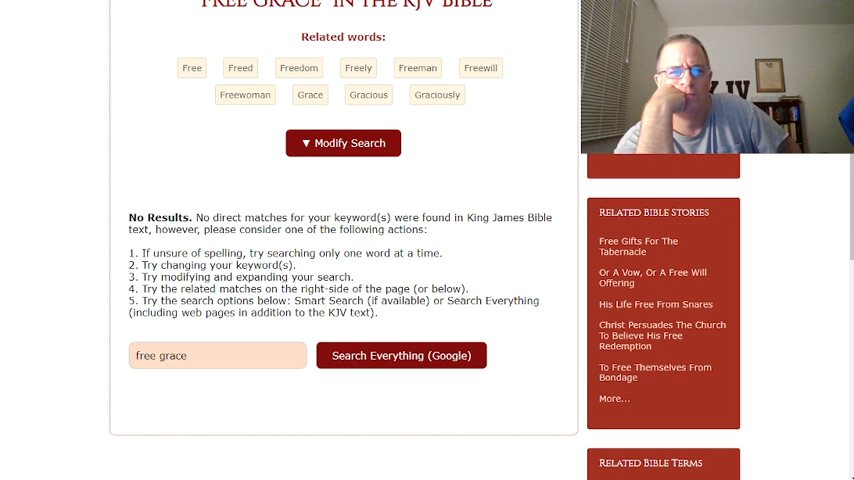 "FREE GRACE" IN THE KJV BIBLE
Related words:
Free Freed Freedom Freely Freeman Freewill
Freewoman Grace Gracious Graciously
▼ Modify Search
No Results. No direct matches for your keyword(s) were found in King James Bible
text, however, please consider one of the following actions:
1. If unsure of spelling, try searching only one word at a time.
2. Try changing your keyword(s).
3. Try modifying and expanding your search.
4. Try the related matches on the right-side of the page (or below).
5. Try the search options below: Smart Search (if available) or Search Everything
(including web pages in addition to the KJV text).
free grace
Search Everything (Google)
RELATED BIBLE STORIES
Free Gifts For The
Tabernacle
Or A Vow, Or A Free Will
Offering
His Life Free From Snares
Christ Persuades The Church
To Believe His Free
Redemption
To Free Themselves From
Bondage
More...
RELATED BIBLE TERMS